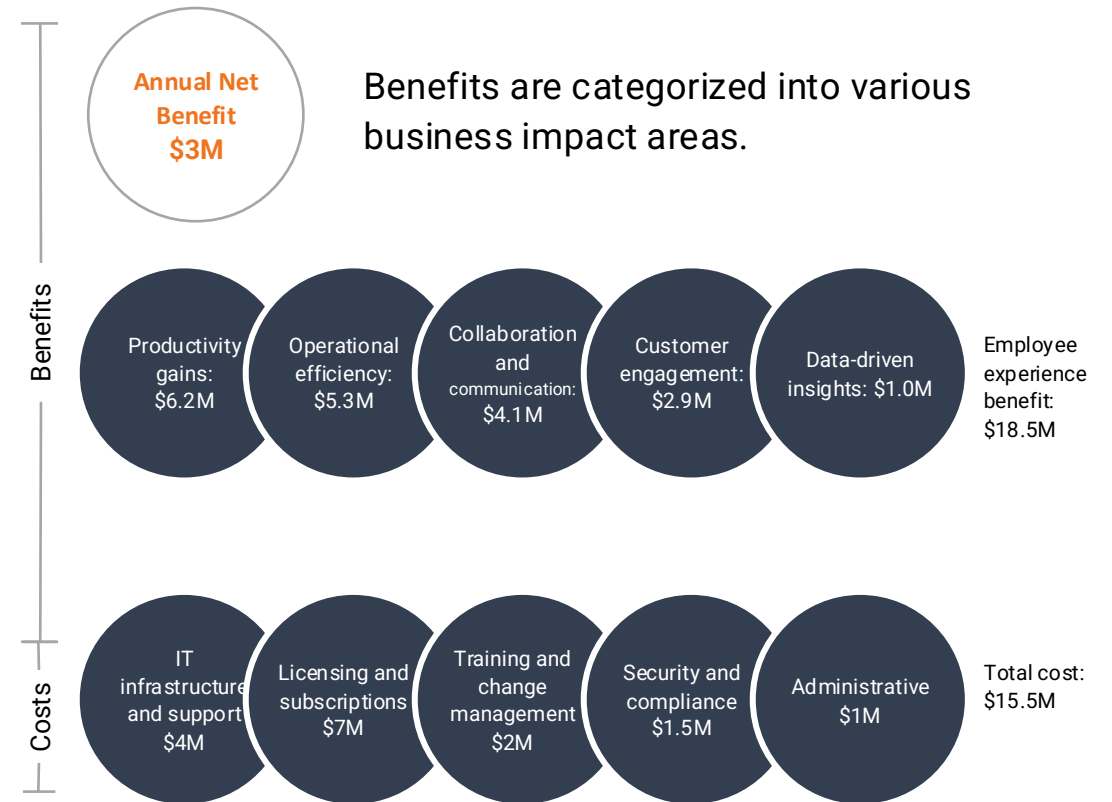 Annual Net
Benefit
$3M
Benefits are categorized into various
business impact areas.
Benefits
Productivity
gains:
$6.2M
Operational
efficiency:
$5.3M
Collaboration
and
communication:
$4.1M
Customer
engagement:
$2.9M
Data-driven
insights: $1.0M
Employee
experience
benefit:
$18.5M
Costs
IT
infrastructure
and support
$4M
Licensing and
subscriptions
$7M
Training and
change
management
$2M
Security and
compliance
$1.5M
Administrative
$1M
Total cost:
$15.5M